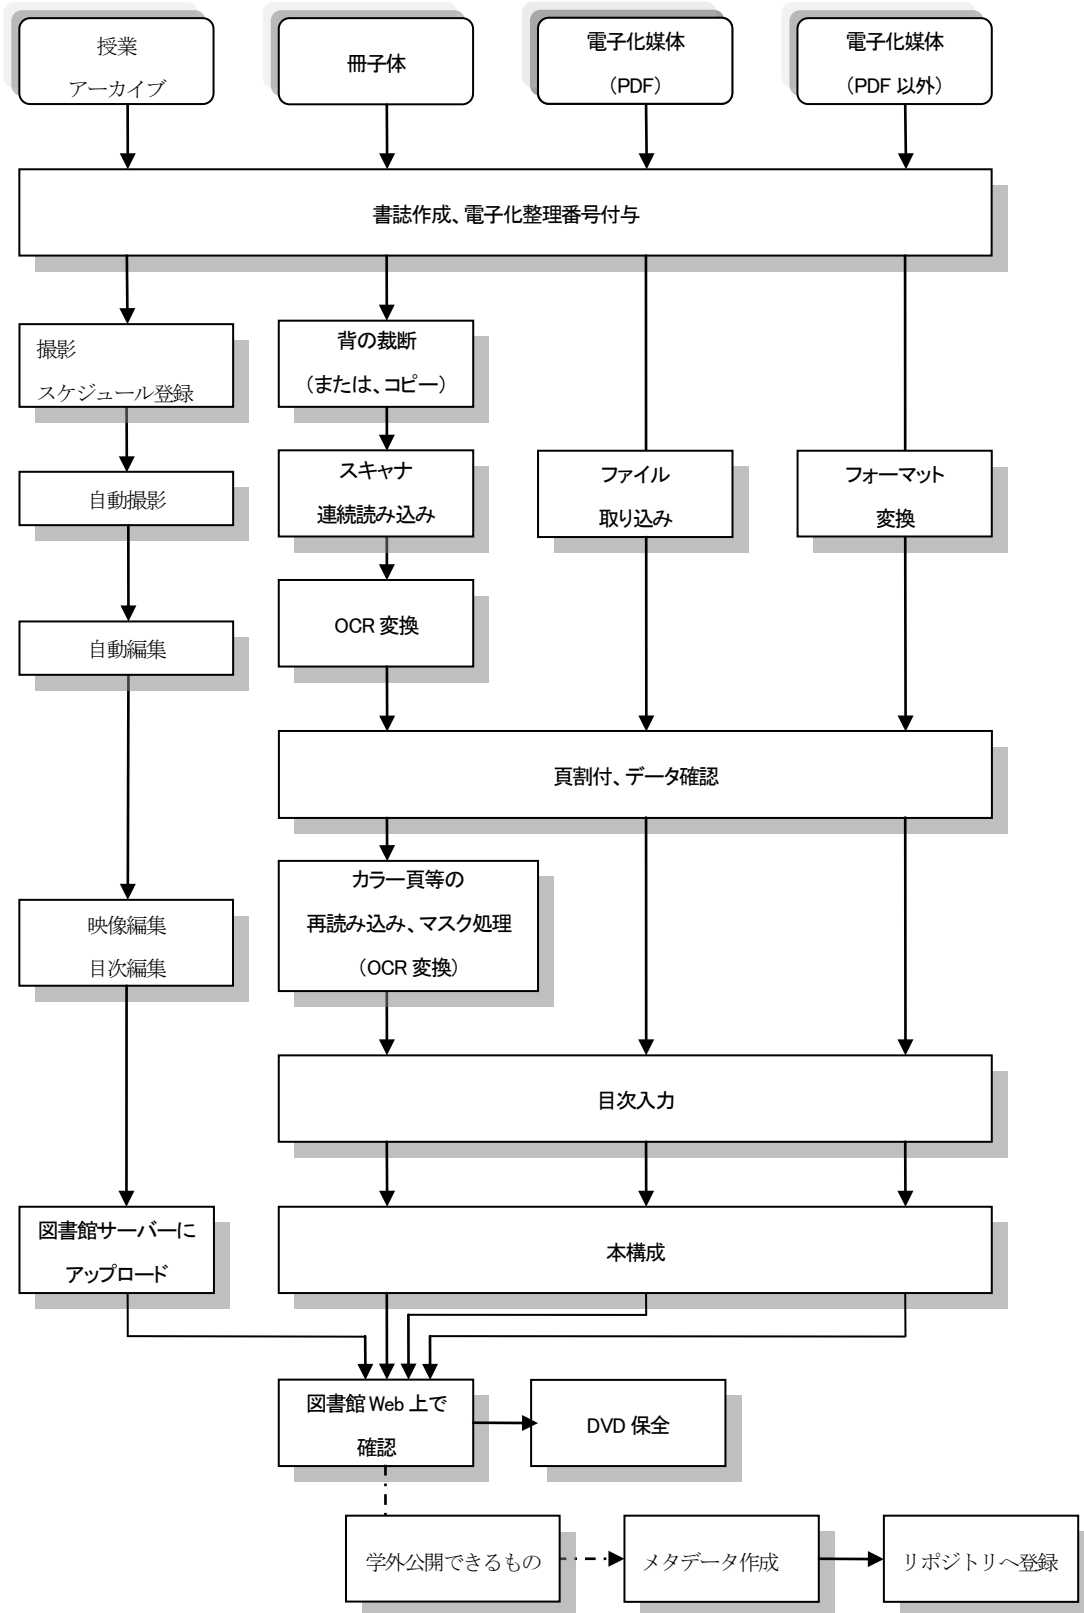 授業
アーカイブ
冊子体
電子化媒体
（PDF）
電子化媒体
（PDF 以外）
書誌作成、電子化整理番号付与
撮影
スケジュール登録
背の裁断
（または、コピー）
自動撮影
スキャナ
連続読み込み
ファイル
取り込み
フォーマット
変換
自動編集
OCR 変換
頁割付、データ確認
映像編集
目次編集
カラー頁等の
再読み込み、マスク処理
（OCR 変換）
目次入力
図書館サーバーに
アップロード
本構成
図書館 Web 上で
確認
DVD 保全
学外公開できるもの
メタデータ作成
リポジトリへ登録